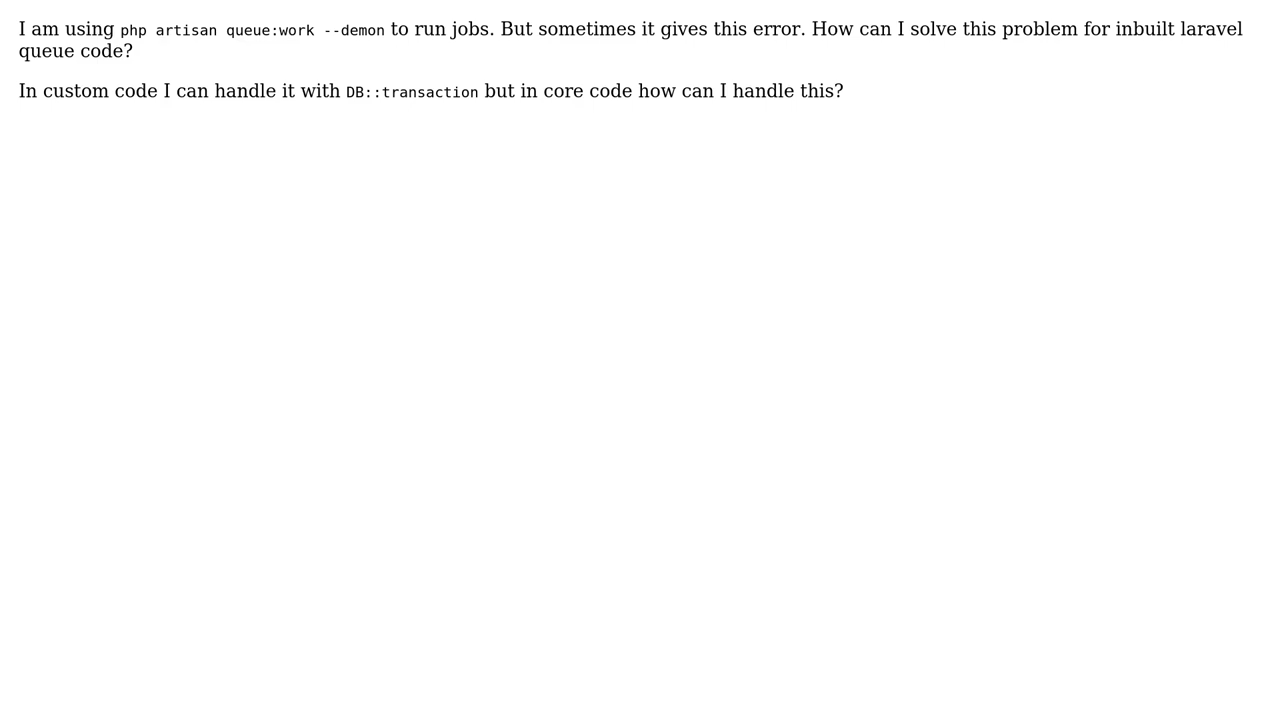 I am using php artisan queue:work --demon to run jobs. But sometimes it gives this error. How can I solve this problem for inbuilt laravel
queue code?
In custom code I can handle it with DB::transaction but in core code how can I handle this?